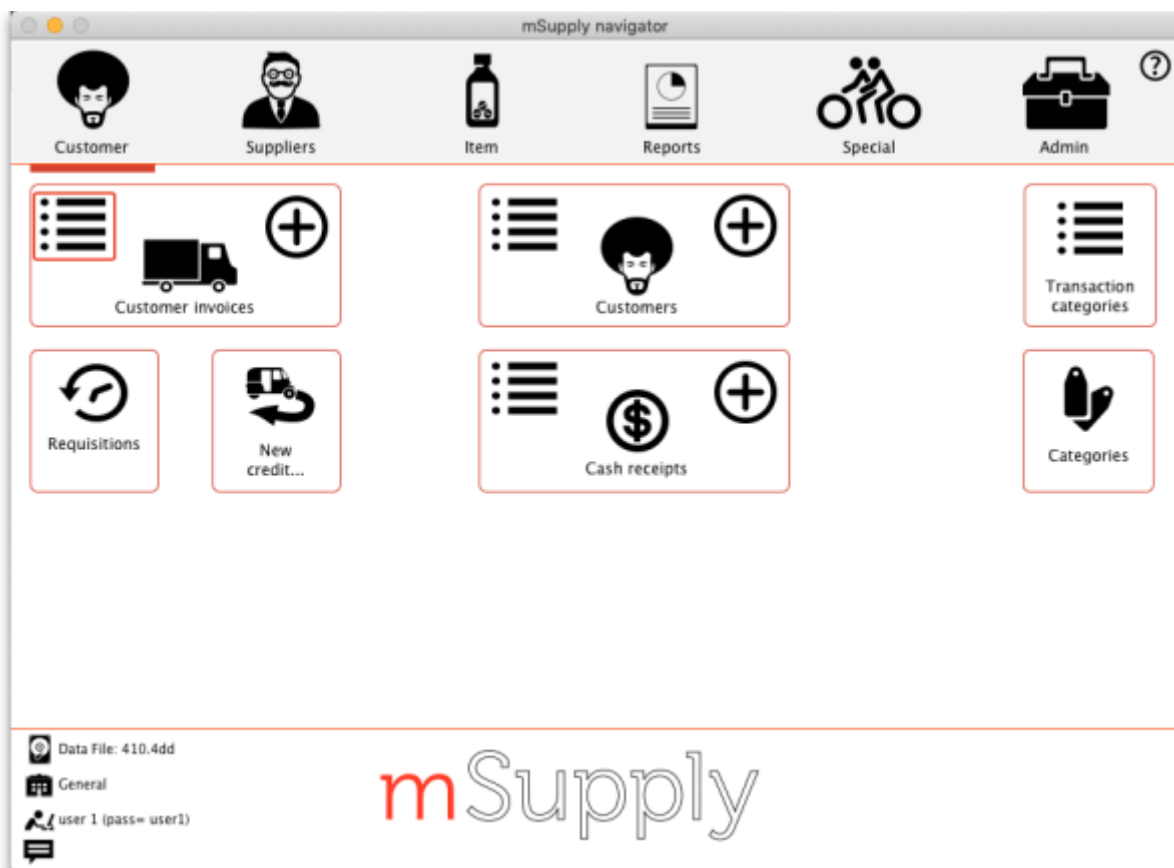 mSupply navigator
?
Customer
Suppliers
Item
Reports
Special
Admin
Customer invoices
Customers
Transaction
categories
Requisitions
New
credit...
$
Cash receipts
Categories
Data File: 410.4dd
General
user 1 (pass= user1)
mSupply